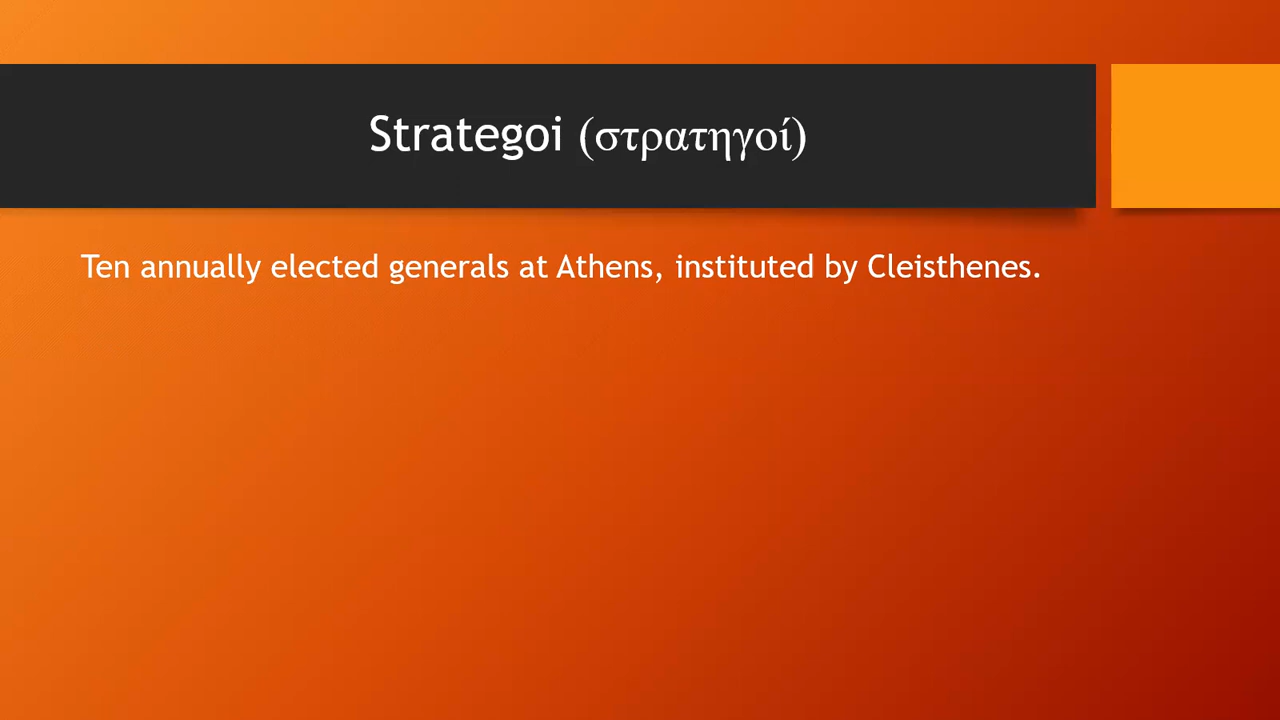 Strategoi (στρατηγοί)
Ten annually elected generals at Athens, instituted by Cleisthenes.